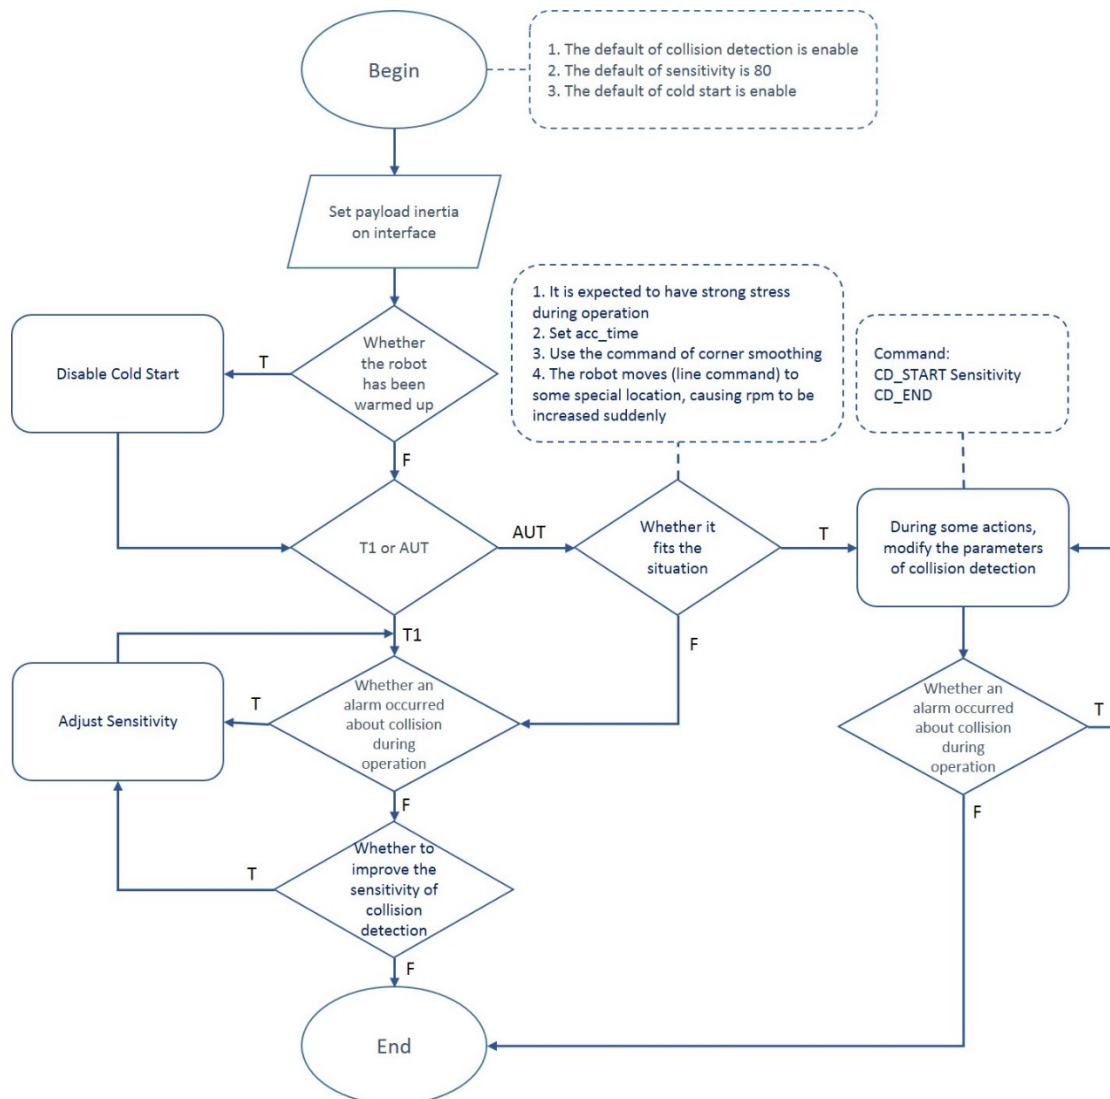 Begin
1. The default of collision detection is enable
2. The default of sensitivity is 80
3. The default of cold start is enable
Set payload inertia
on interface
Whether
the robot
has been
warmed up
T
Disable Cold Start
F
1. It is expected to have strong stress
during operation
2. Set acc_time
3. Use the command of corner smoothing
4. The robot moves (line command) to
some special location, causing rpm to be
increased suddenly
Command:
CD_START Sensitivity
CD_END
T1 or AUT
AUT
Whether it
fits the
situation
T
During some actions,
modify the parameters
of collision detection
T1
F
Whether an
alarm occurred
about collision
during
operation
T
Adjust Sensitivity
Whether an
alarm occurred
about collision
during
operation
T
F
F
Whether to
improve the
sensitivity of
collision
detection
T
F
End